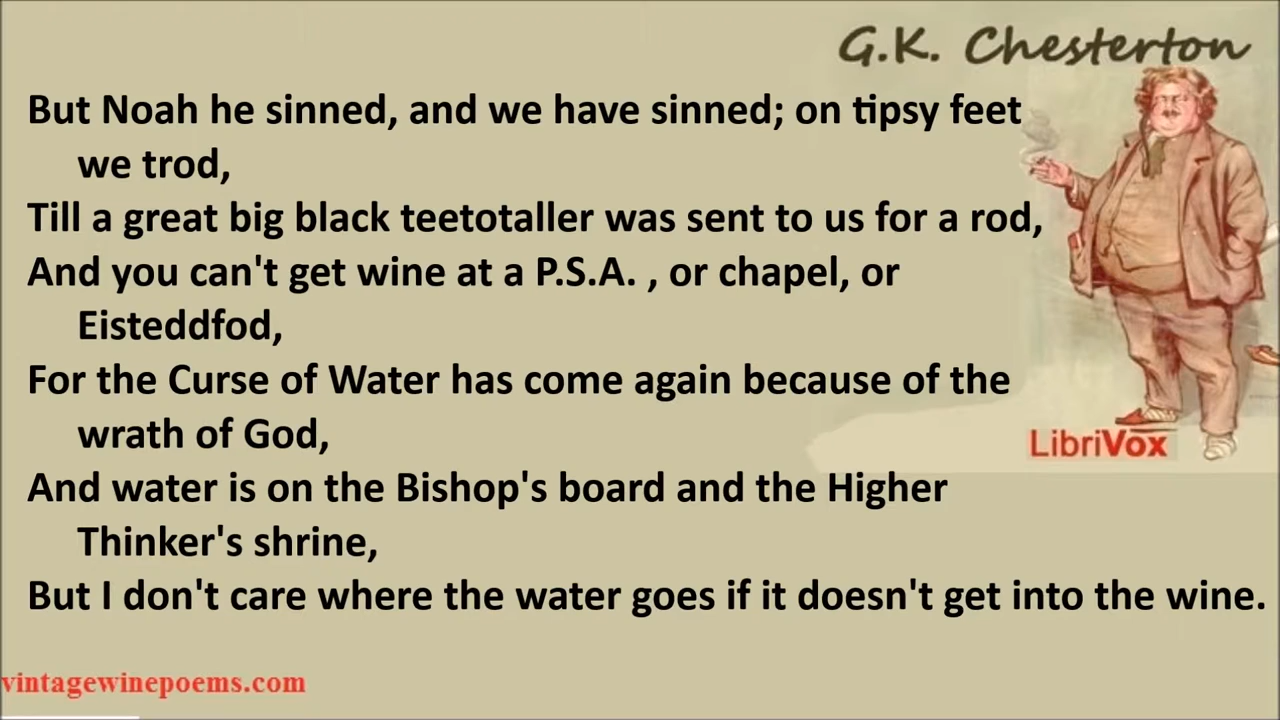 G.K. Chesterton
But Noah he sinned, and we have sinned; on tipsy feet
we trod,
Till a great big black teetotaller was sent to us for a rod,
And you can't get wine at a P.S.A. , or chapel, or
Eisteddfod,
For the Curse of Water has come again because of the
wrath of God,
And water is on the Bishop's board and the Higher
Thinker's shrine,
But I don't care where the water goes if it doesn't get into the wine.
LibriVox
vintagewinepoems.com